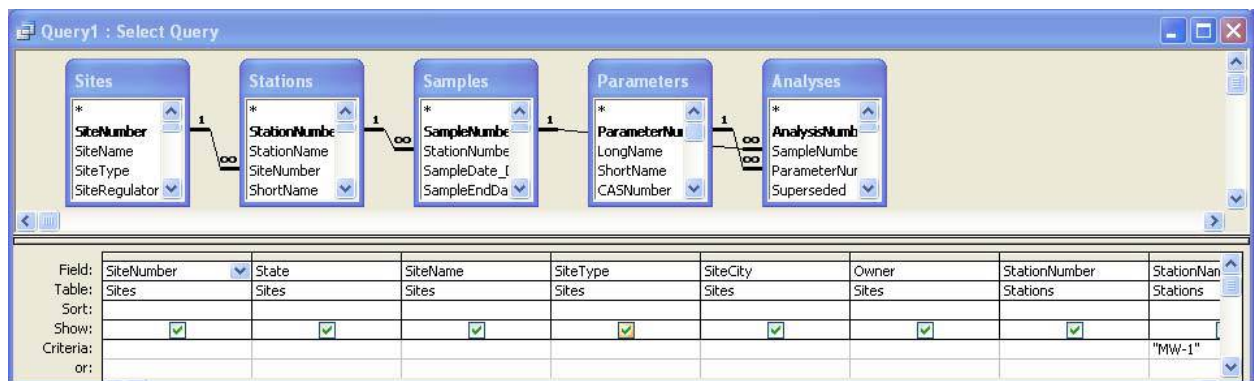 Query1 : Select Query
Sites Stations Samples Parameters Analyses
* * * * *
SiteNumber 1 StationNumbe 1 SampleNumbe 1 ParameterNu 1 AnalysisNumb
SiteName StationName ∞ StationNumbe LongName ∞ SampleNumbe
SiteType ∞ SiteNumber SampleDate_ ShortName ∞ ParameterNur
SiteRegulator ShortName SampleEndDa CASNumber Superseded
Field: SiteNumber State SiteName SiteType SiteCity Owner StationNumber StationNan
Table: Sites Sites Sites Sites Sites Sites Stations Stations
Sort:
Show:
Criteria: "MW-1"
or: